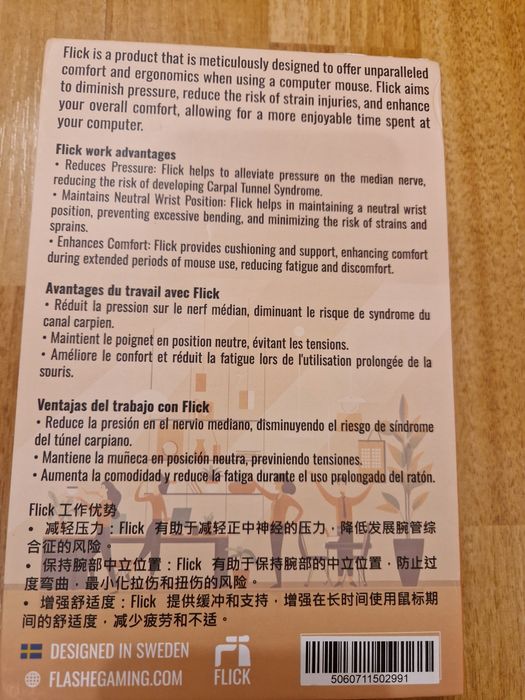 Flick is a product that is meticulously designed to offer unparalleled
comfort and ergonomics when using a computer mouse. Flick aims
to diminish pressure, reduce the risk of strain injuries, and enhance
your overall comfort, allowing for a more enjoyable time spent at
your computer.
Flick work advantages
• Reduces Pressure: Flick helps to alleviate pressure on the median nerve,
reducing the risk of developing Carpal Tunnel Syndrome.
• Maintains Neutral Wrist Position: Flick helps in maintaining a neutral wrist
position, preventing excessive bending, and minimizing the risk of strains and
sprains.
• Enhances Comfort: Flick provides cushioning and support, enhancing comfort
during extended periods of mouse use, reducing fatigue and discomfort.
Avantages du travail avec Flick
• Réduit la pression sur le nerf médian, diminuant le risque de syndrome du
canal carpien.
• Maintient le poignet en position neutre, évitant les tensions.
• Améliore le confort et réduit la fatigue lors de l'utilisation prolongée de la
souris.
Ventajas del trabajo con Flick
• Reduce la presión en el nervio mediano, disminuyendo el riesgo de síndrome
del túnel carpiano.
• Mantiene la muñeca en posición neutra, previniendo tensiones.
• Aumenta la comodidad y reduce la fatiga durante el uso prolongado del ratón.
Flick 工作优势
• 减轻压力：Flick 有助于减轻正中神经的压力，降低发展腕管综
合征的风险。
• 保持腕部中立位置：Flick 有助于保持腕部的中立位置，防止过
度弯曲，最小化拉伤和扭伤的风险。
• 增强舒适度：Flick 提供缓冲和支持，增强在长时间使用鼠标期
间的舒适度，减少疲劳和不适。
DESIGNED IN SWEDEN
FLASHEGAMING.COM
FLICK
5060711502991